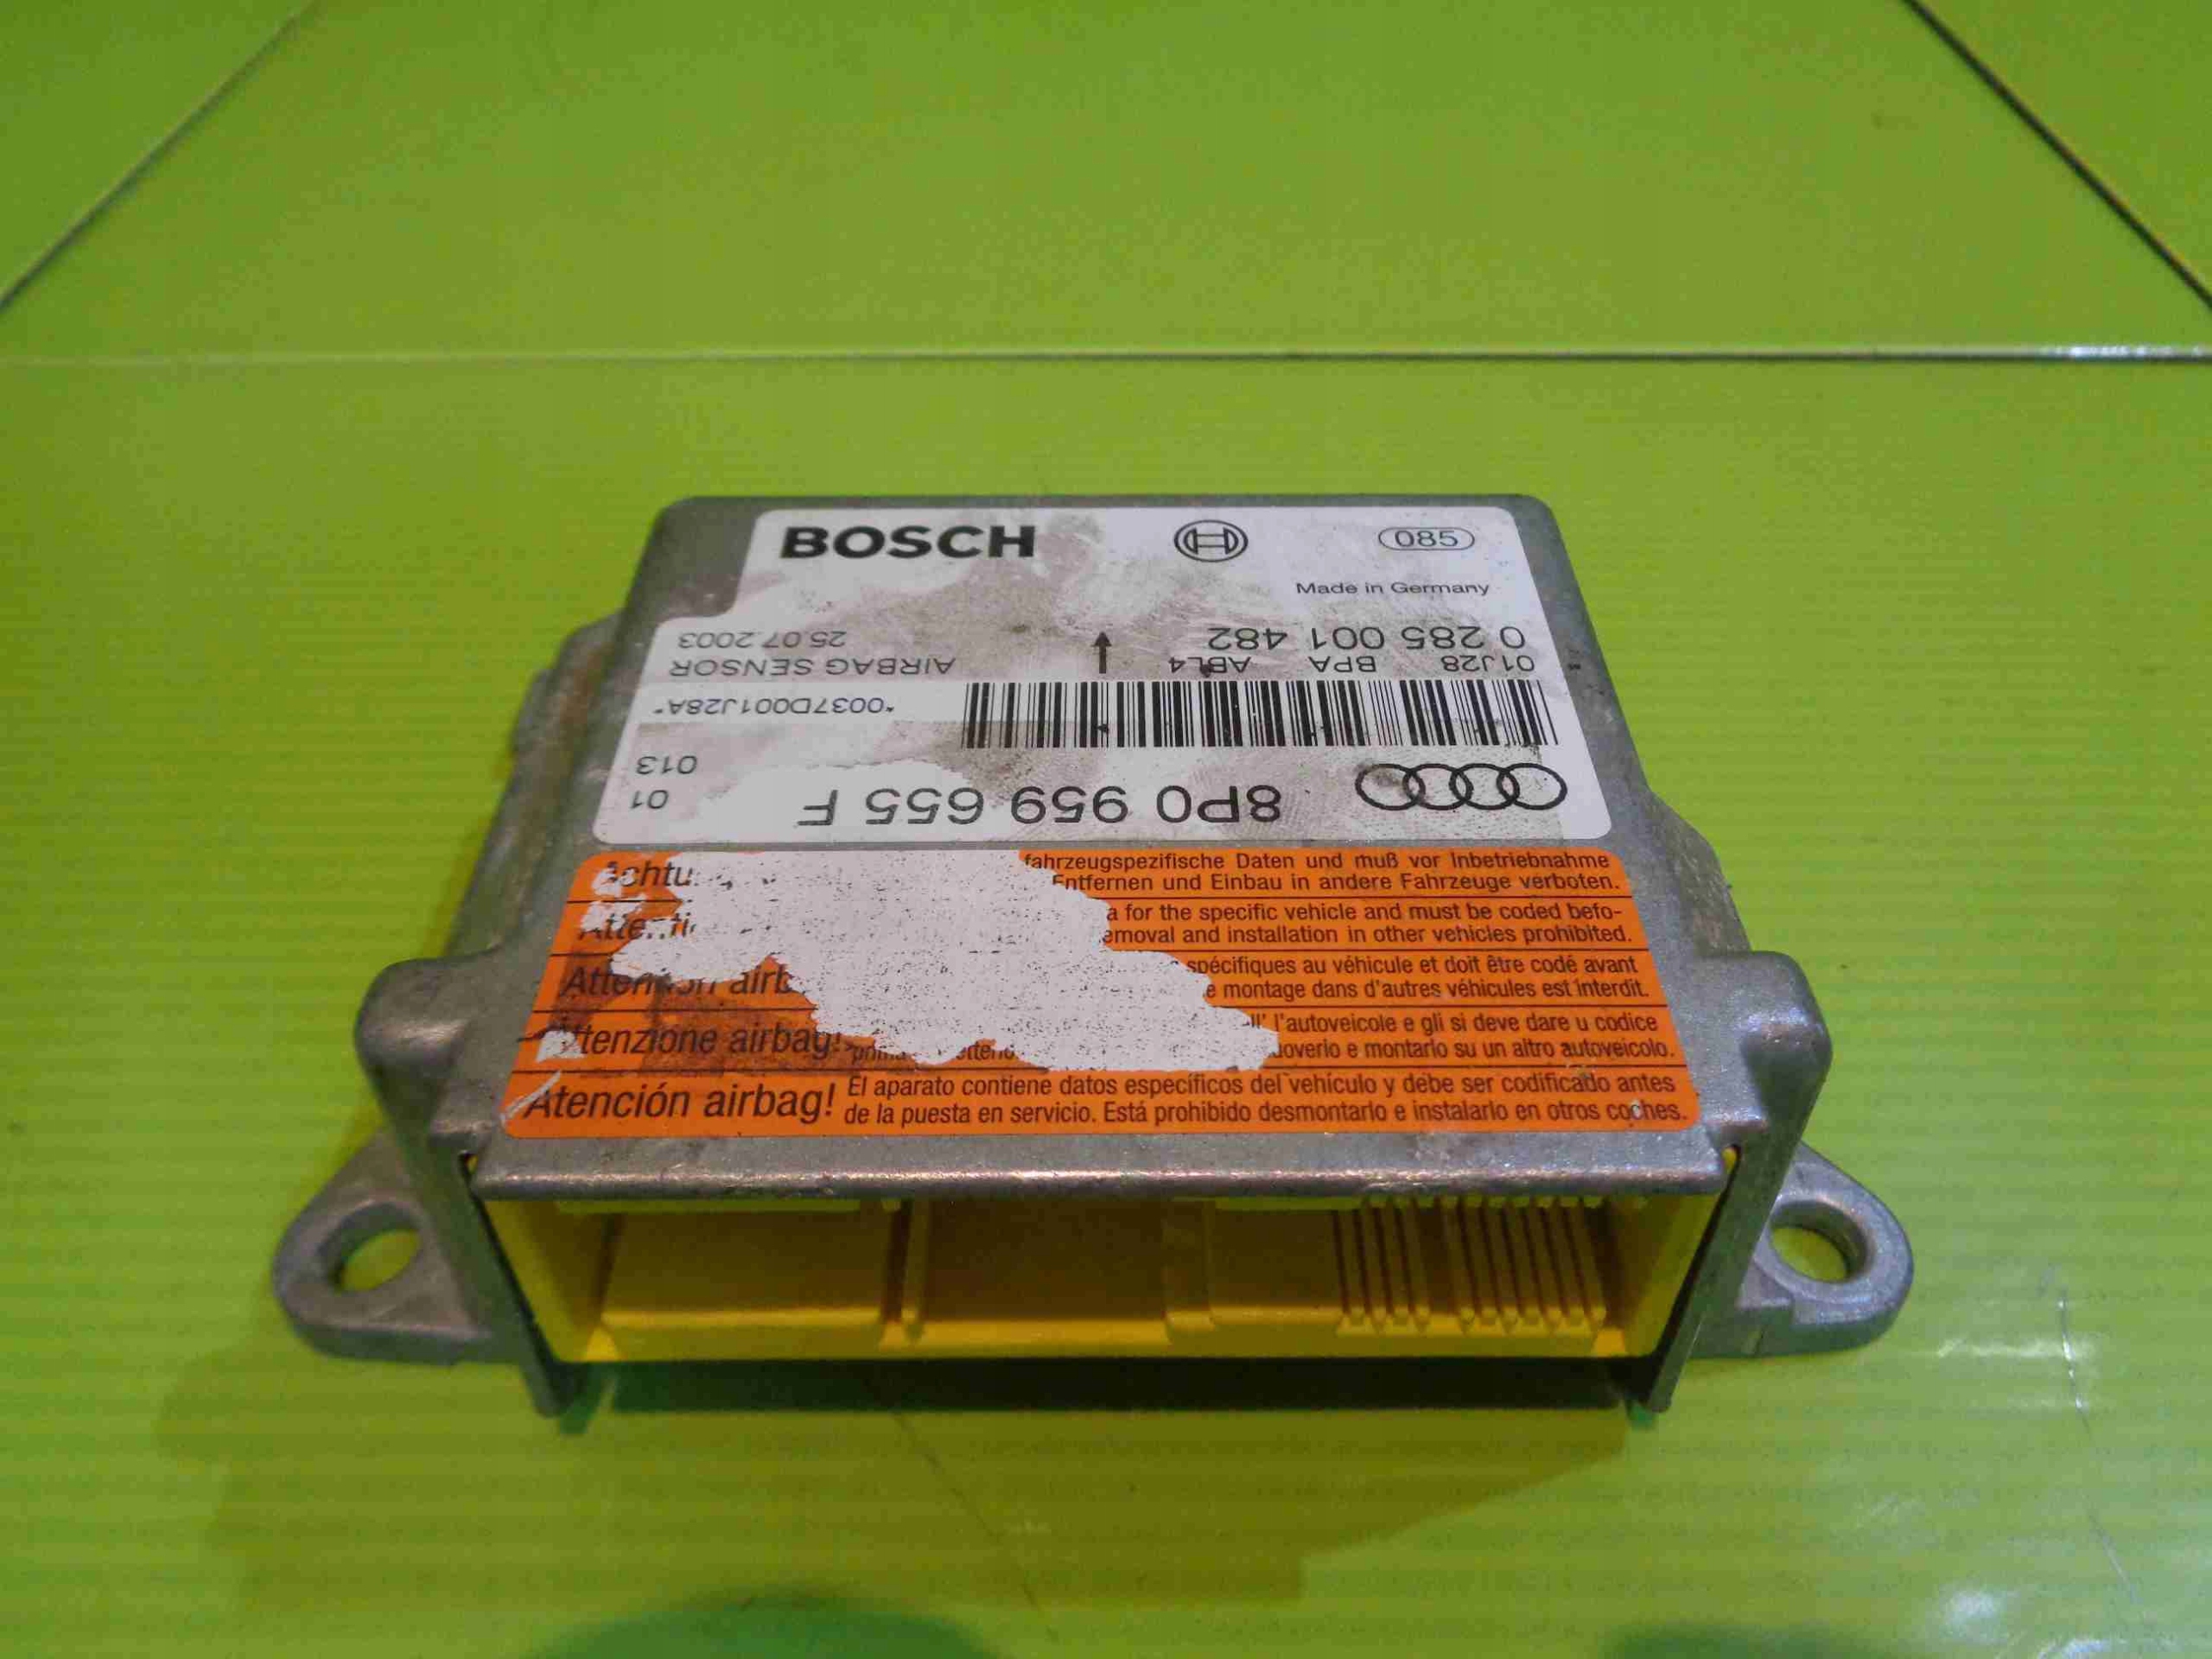 BOSCH
085
Made in Germany
0 285 001 482
25.07.2003
01J28 BPA ABL4
AIRBAG SENSOR
*0037D001J28A*
8P0 959 655 F
01
013
fahrzeugspezifische Daten und muß vor Inbetriebnahme
Entfernen und Einbau in andere Fahrzeuge verboten.
for the specific vehicle and must be coded befo-
and installation in other vehicles prohibited.
Attention
spécifiques au véhicule et doit être codé avant
montage dans d'autres véhicules est interdit.
Attenzione airbag!
l'autoveicole e gli si deve dare u codice
e montarlo su un altro autoveicolo.
Atención airbag!
El aparato contiene datos específicos del vehículo y debe ser codificado antes
de la puesta en servicio. Está prohibido desmontarlo e instalarlo en otros coches.